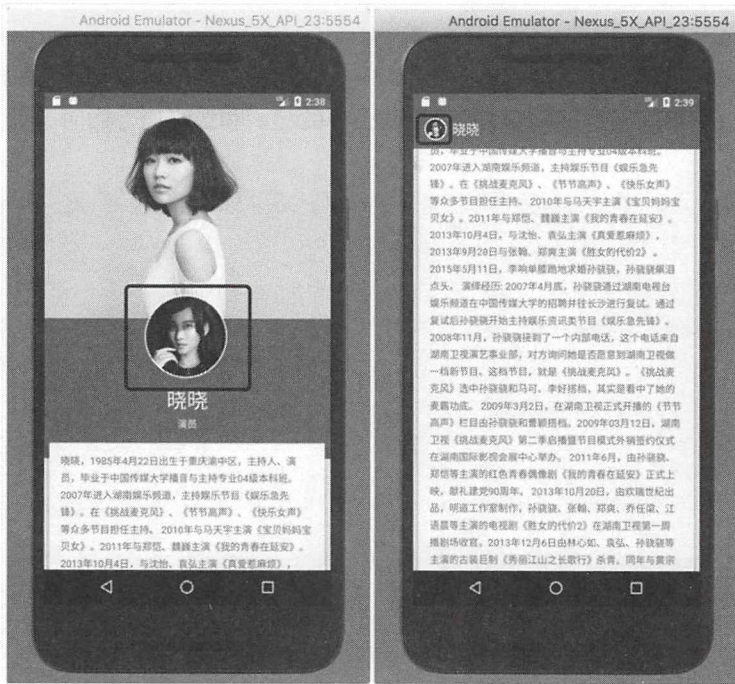 Android Emulator - Nexus_5X_API_23:5554
2:38
晓晓
演员
晓晓，1985年4月22日出生于重庆渝中区，主持人、演
员，毕业于中国传媒大学播音与主持专业04级本科班。
2007年进入湖南娱乐频道，主持娱乐节目《娱乐急先
锋》。在《挑战麦克风》、《节节高声》、《快乐女声》
等众多节目担任主持。 2010年与马天宇主演《宝贝妈妈宝
贝女》。2011年与郑恺、魏巍主演《我的青春在延安》。
2013年10月4日，与沈怡、袁弘主演《真爱惹麻烦》，
Android Emulator - Nexus_5X_API_23:5554
2:39
晓晓
员，毕业于中国传媒大学播音与主持专业04级本科班。
2007年进入湖南娱乐频道，主持娱乐节目《娱乐急先
锋》。在《挑战麦克风》、《节节高声》、《快乐女声》
等众多节目担任主持。 2010年与马天宇主演《宝贝妈妈宝
贝女》。2011年与郑恺、魏巍主演《我的青春在延安》。
2013年10月4日，与沈怡、袁弘主演《真爱惹麻烦》，
2013年9月20日与张翰、郑爽主演《胜女的代价2》。
2015年5月11日，李响单膝跪地求婚孙骁骁，孙骁骁飙泪
点头， 演绎经历: 2007年4月底，孙骁骁通过湖南电视台
娱乐频道在中国传媒大学的招聘并往长沙进行复试。通过
复试后孙骁骁开始主持娱乐资讯类节目《娱乐急先锋》。
2008年11月，孙骁骁接到了一个内部电话，这个电话来自
湖南卫视演艺事业部，对方询问她是否愿意到湖南卫视做
一档新节目。这档节目，就是《挑战麦克风》。《挑战麦
克风》选中孙骁骁和马可、李好搭档，其实是看中了她的
麦霸功底。 2009年3月2日，在湖南卫视正式开播的《节节
高声》栏目由孙骁骁和曹颖搭档。2009年03月12日，湖南
卫视《挑战麦克风》第二季启播暨节目模式外销签约仪式
在湖南国际影视会展中心举办。 2011年6月，由孙骁骁、
郑恺等主演的红色青春偶像剧《我的青春在延安》正式上
映，献礼建党90周年。 2013年10月20日，由欢瑞世纪出
品，明道工作室制作，孙骁骁、张翰、郑爽、乔任梁、江
语晨等主演的电视剧《胜女的代价2》在湖南卫视第一周
播剧场收官。2013年12月6日由林心如、袁弘、孙骁骁等
主演的古装巨制《秀丽江山之长歌行》杀青，同年与黄宗